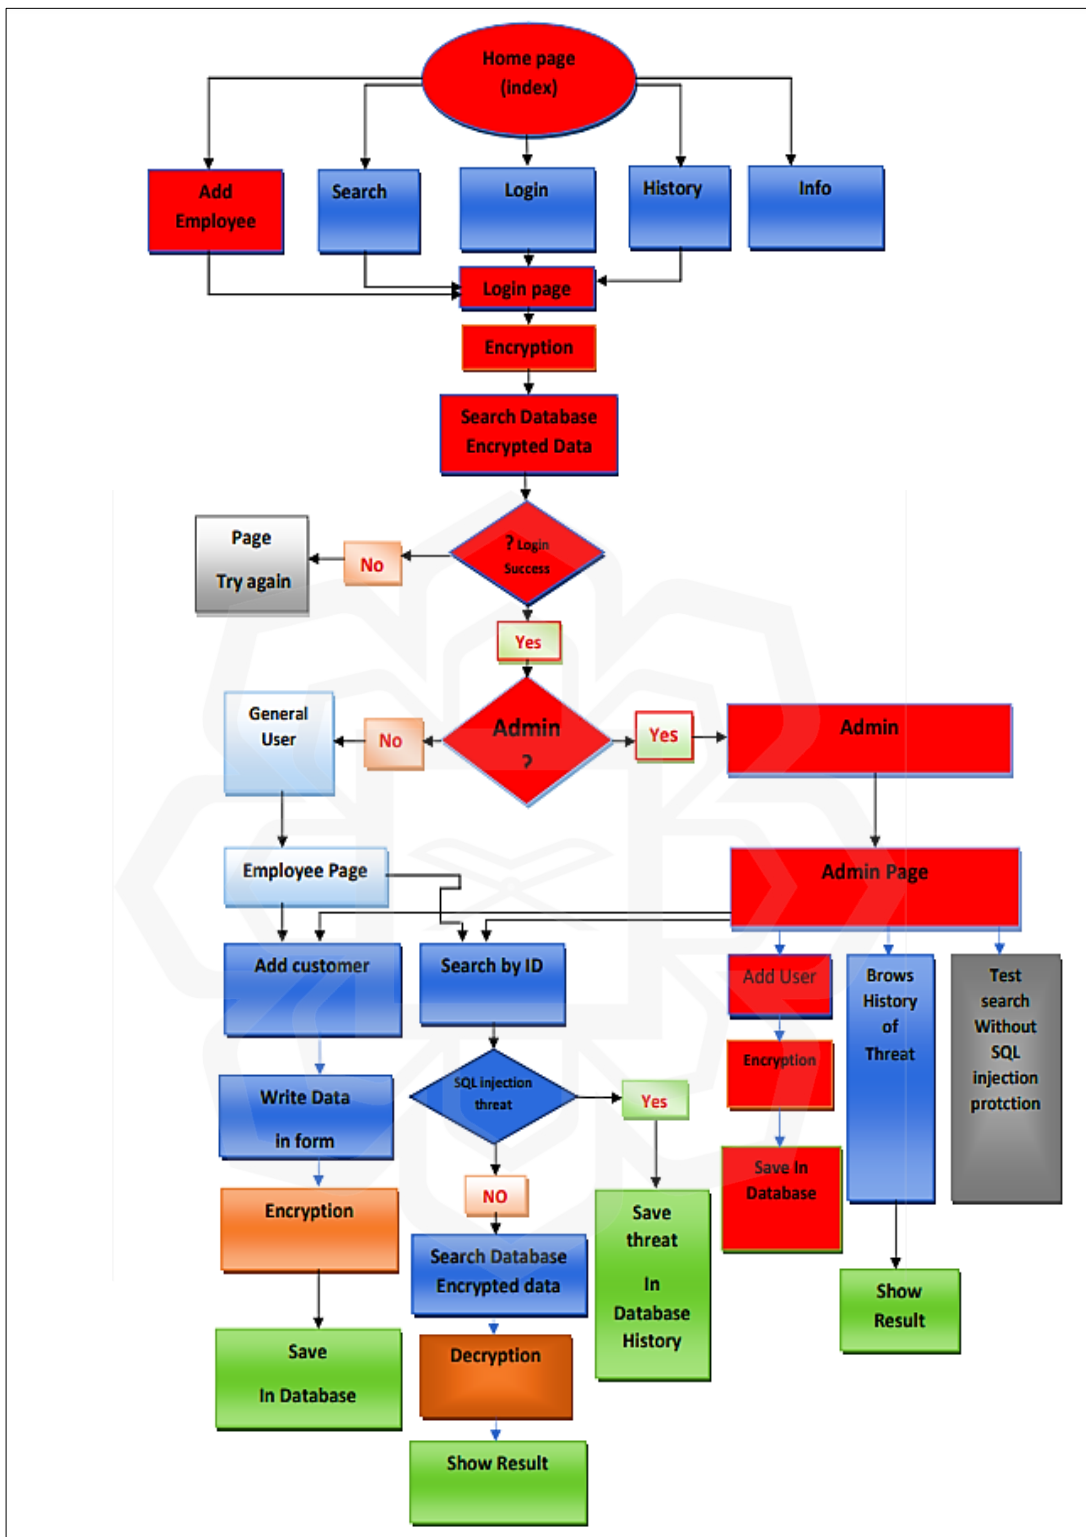 Home page
(index)
Add
Employee
Search
Login
History
Info
Login page
Encryption
Search Database
Encrypted Data
? Login
Success
No
Page
Try again
Yes
Admin
?
No
General
User
Yes
Admin
Employee Page
Admin Page
Add customer
Search by ID
Add User
Brows
History
of
Threat
Test
search
Without
SQL
injection
protction
SQL injection
threat
Yes
Encryption
Write Data
in form
NO
Save In
Database
Encryption
Save
threat
In
Database
History
Search Database
Encrypted data
Show
Result
Save
In Database
Decryption
Show Result